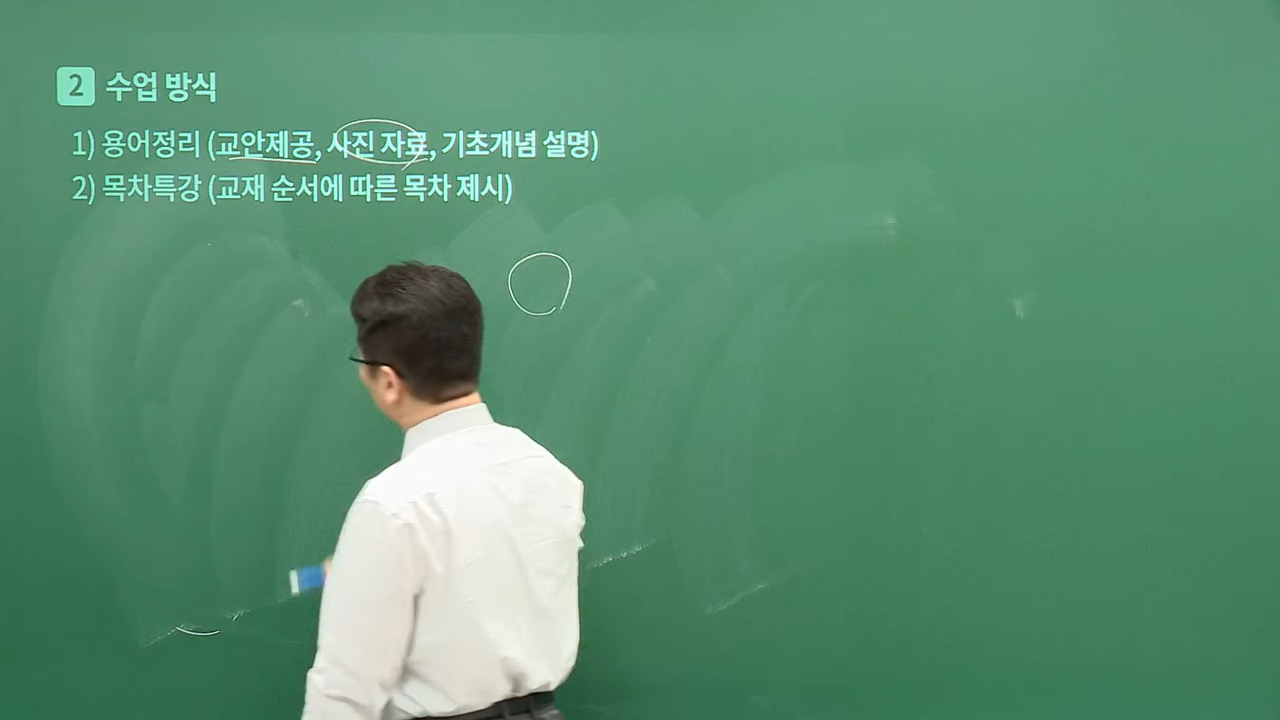 2 수업 방식
1) 용어정리 (교안제공, 사진 자료, 기초개념 설명)
2) 목차특강 (교재 순서에 따른 목차 제시)